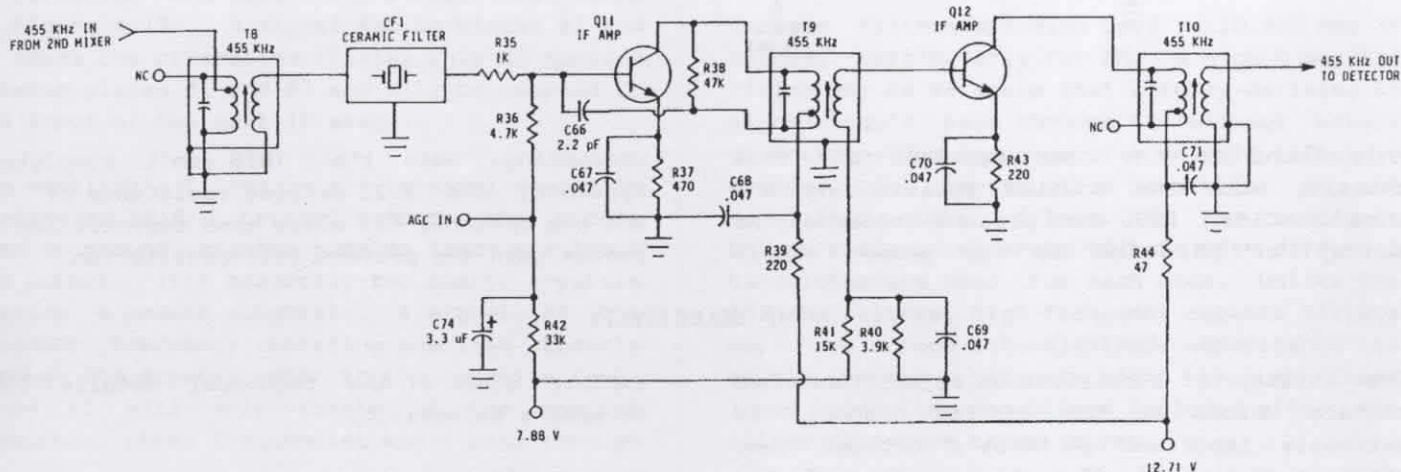 455 KHz IN
FROM 2ND MIXER
NC
T8
455 KHz
CF1
CERAMIC FILTER
R35
1K
Q11
IF AMP
R38
47K
T9
455 KHz
Q12
IF AMP
T10
455 KHz
455 KHz OUT
TO DETECTOR
NC
R36
4.7K
C66
2.2 pF
C67
.047
R37
470
C68
.047
C70
.047
R43
220
C71
.047
AGE IN
R39
220
R44
47
C74
3.3 uF
+
R42
33K
R41
15K
R40
3.9K
C69
.047
7.88 V
12.71 V